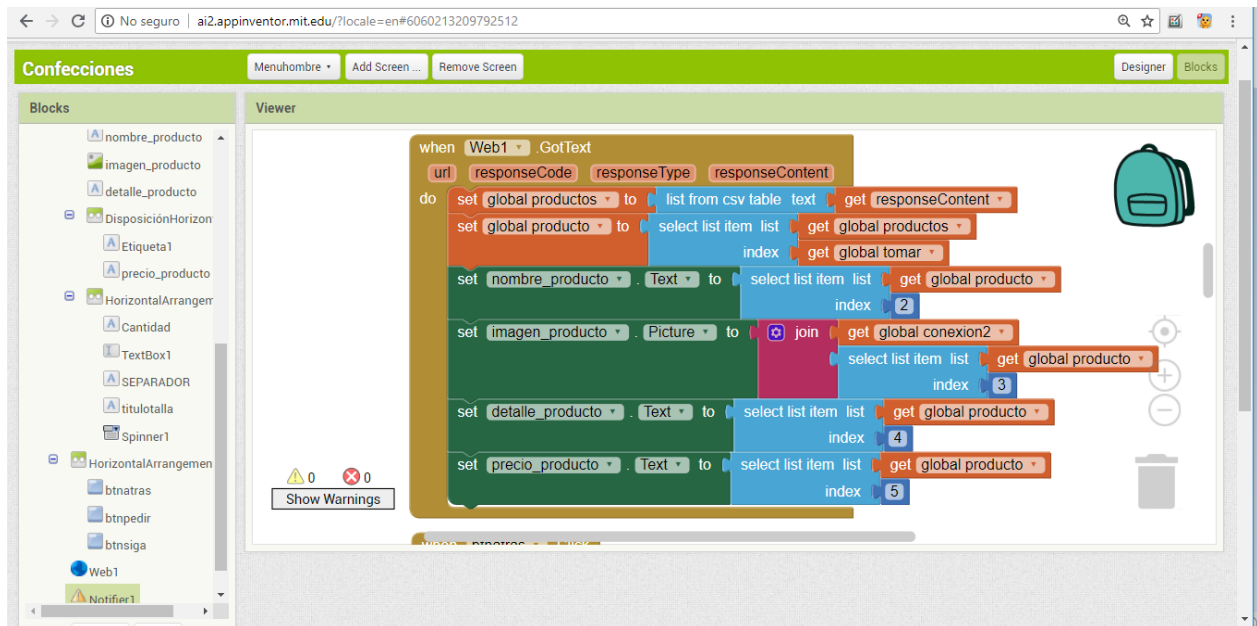 No seguro | ai2.appinventor.mit.edu/?locale=en#6060213209792512
Confecciones Menuhombre Add Screen ... Remove Screen Designer Blocks
Blocks
nombre_producto
imagen_producto
detalle_producto
DisposiciónHorizon
Etiqueta1
precio_producto
HorizontalArrangem
Cantidad
TextBox1
SEPARADOR
titulotalla
Spinner1
HorizontalArrangemen
btnatras
btnpedir
btnsiga
Web1
Notifier1
Viewer
when Web1 .GotText
url responseCode responseType responseContent
do set global productos to list from csv table text get responseContent
set global producto to select list item list get global productos
index get global tomar
set nombre_producto . Text to select list item list get global producto
index 2
set imagen_producto . Picture to join get global conexion2
select list item list get global producto
index 3
set detalle_producto . Text to select list item list get global producto
index 4
set precio_producto . Text to select list item list get global producto
index 5
0 0
Show Warnings
when btnatras .Click